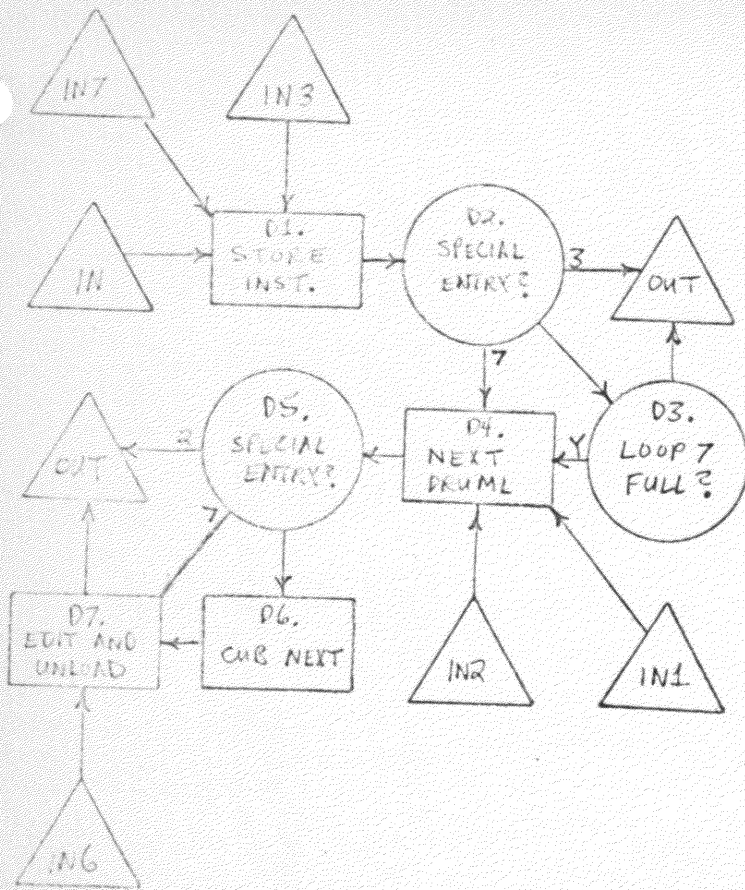 IN7
IN3
IN
D1.
STORE
INST.
D2.
SPECIAL
ENTRY?
3
OUT
7
D3.
LOOP 7
FULL?
Y
D4.
NEXT
DRUML
D5.
SPECIAL
ENTRY?
2
OUT
7
D6.
CUB NEXT
D7.
EDIT AND
UNLOAD
IN2
IN1
IN6